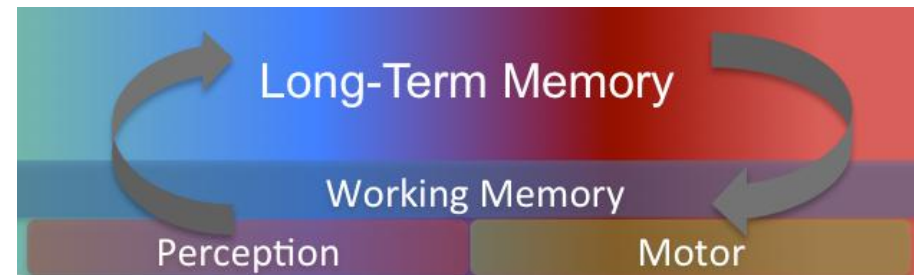 Long-Term Memory
Working Memory
Perception
Motor